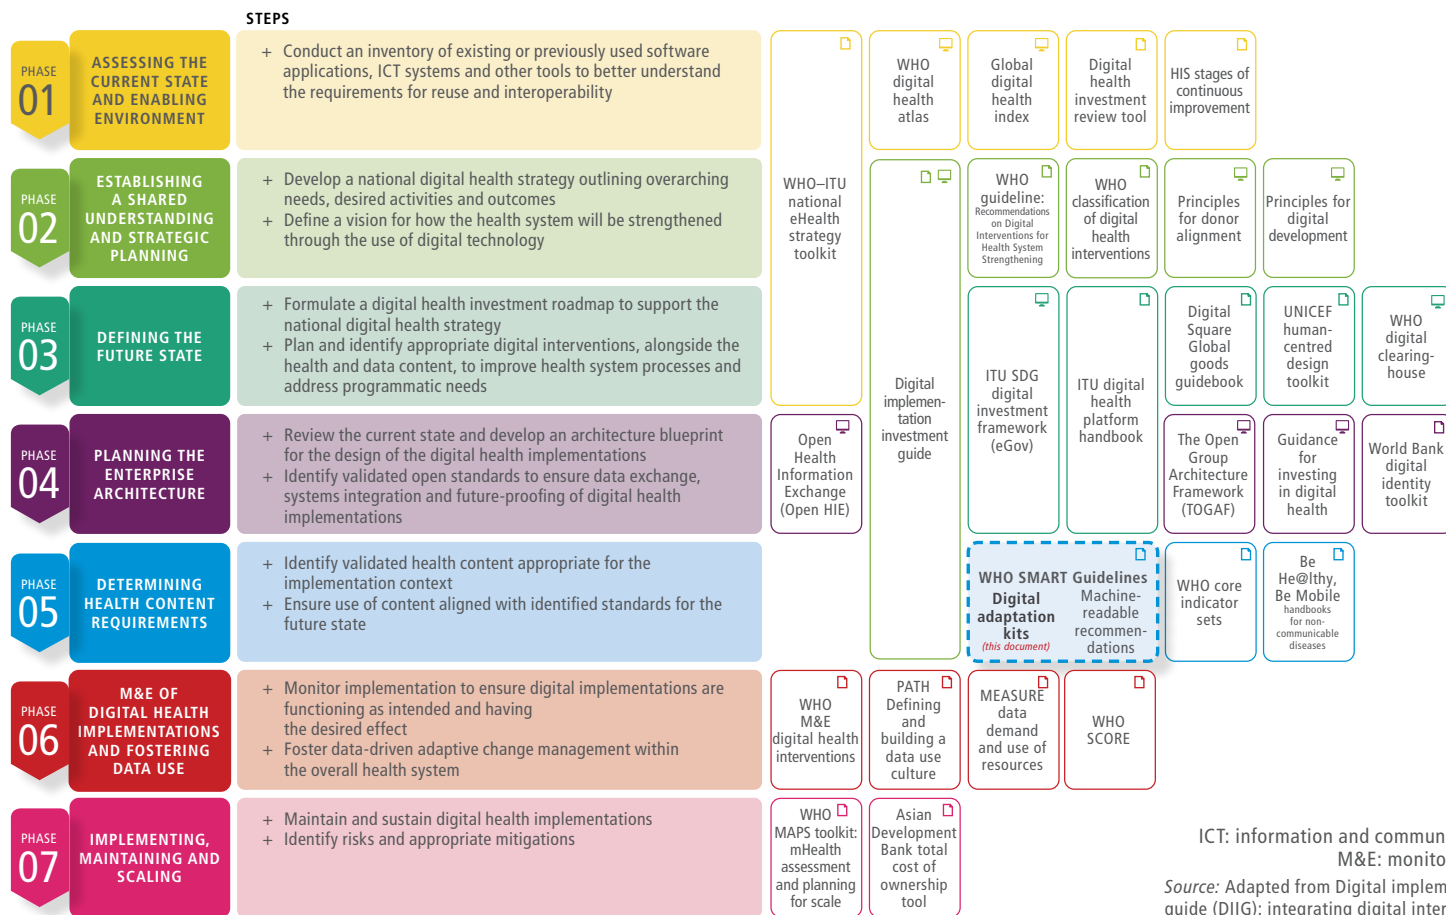 STEPS
PHASE
01
ASSESSING THE
CURRENT STATE
AND ENABLING
ENVIRONMENT
+ Conduct an inventory of existing or previously used software
applications, ICT systems and other tools to better understand
the requirements for reuse and interoperability
WHO
digital
health
atlas
Global
digital
health
index
Digital
health
investment
review tool
HIS stages of
continuous
improvement
PHASE
02
ESTABLISHING
A SHARED
UNDERSTANDING
AND STRATEGIC
PLANNING
+ Develop a national digital health strategy outlining overarching
needs, desired activities and outcomes
+ Define a vision for how the health system will be strengthened
through the use of digital technology
WHO–ITU
national
eHealth
strategy
toolkit
WHO
guideline:
Recommendations
on Digital
Interventions for
Health System
Strengthening
WHO
classification
of digital
health
interventions
Principles
for donor
alignment
Principles for
digital
development
PHASE
03
DEFINING THE
FUTURE STATE
+ Formulate a digital health investment roadmap to support the
national digital health strategy
+ Plan and identify appropriate digital interventions, alongside the
health and data content, to improve health system processes and
address programmatic needs
Digital
implemen-
tation
investment
guide
ITU SDG
digital
investment
framework
(eGov)
ITU digital
health
platform
handbook
Digital
Square
Global
goods
guidebook
UNICEF
human-
centred
design
toolkit
WHO
digital
clearing-
house
PHASE
04
PLANNING THE
ENTERPRISE
ARCHITECTURE
+ Review the current state and develop an architecture blueprint
for the design of the digital health implementations
+ Identify validated open standards to ensure data exchange,
systems integration and future-proofing of digital health
implementations
Open
Health
Information
Exchange
(Open HIE)
The Open
Group
Architecture
Framework
(TOGAF)
Guidance
for
investing
in digital
health
World Bank
digital
identity
toolkit
PHASE
05
DETERMINING
HEALTH CONTENT
REQUIREMENTS
+ Identify validated health content appropriate for the
implementation context
+ Ensure use of content aligned with identified standards for the
future state
WHO SMART Guidelines
Digital
adaptation
kits
(this document)
Machine-
readable
recommen-
dations
WHO core
indicator
sets
Be
He@lthy,
Be Mobile
handbooks
for non-
communicable
diseases
PHASE
06
M&E OF
DIGITAL HEALTH
IMPLEMENTATIONS
AND FOSTERING
DATA USE
+ Monitor implementation to ensure digital implementations are
functioning as intended and having
the desired effect
+ Foster data-driven adaptive change management within
the overall health system
WHO
M&E
digital health
interventions
PATH
Defining
and
building a
data use
culture
MEASURE
data
demand
and use of
resources
WHO
SCORE
PHASE
07
IMPLEMENTING,
MAINTAINING AND
SCALING
+ Maintain and sustain digital health implementations
+ Identify risks and appropriate mitigations
WHO
MAPS toolkit:
mHealth
assessment
and planning
for scale
Asian
Development
Bank total
cost of
ownership
tool
ICT: information and commun
M&E: monito
Source: Adapted from Digital implem
guide (DIIG): integrating digital inter